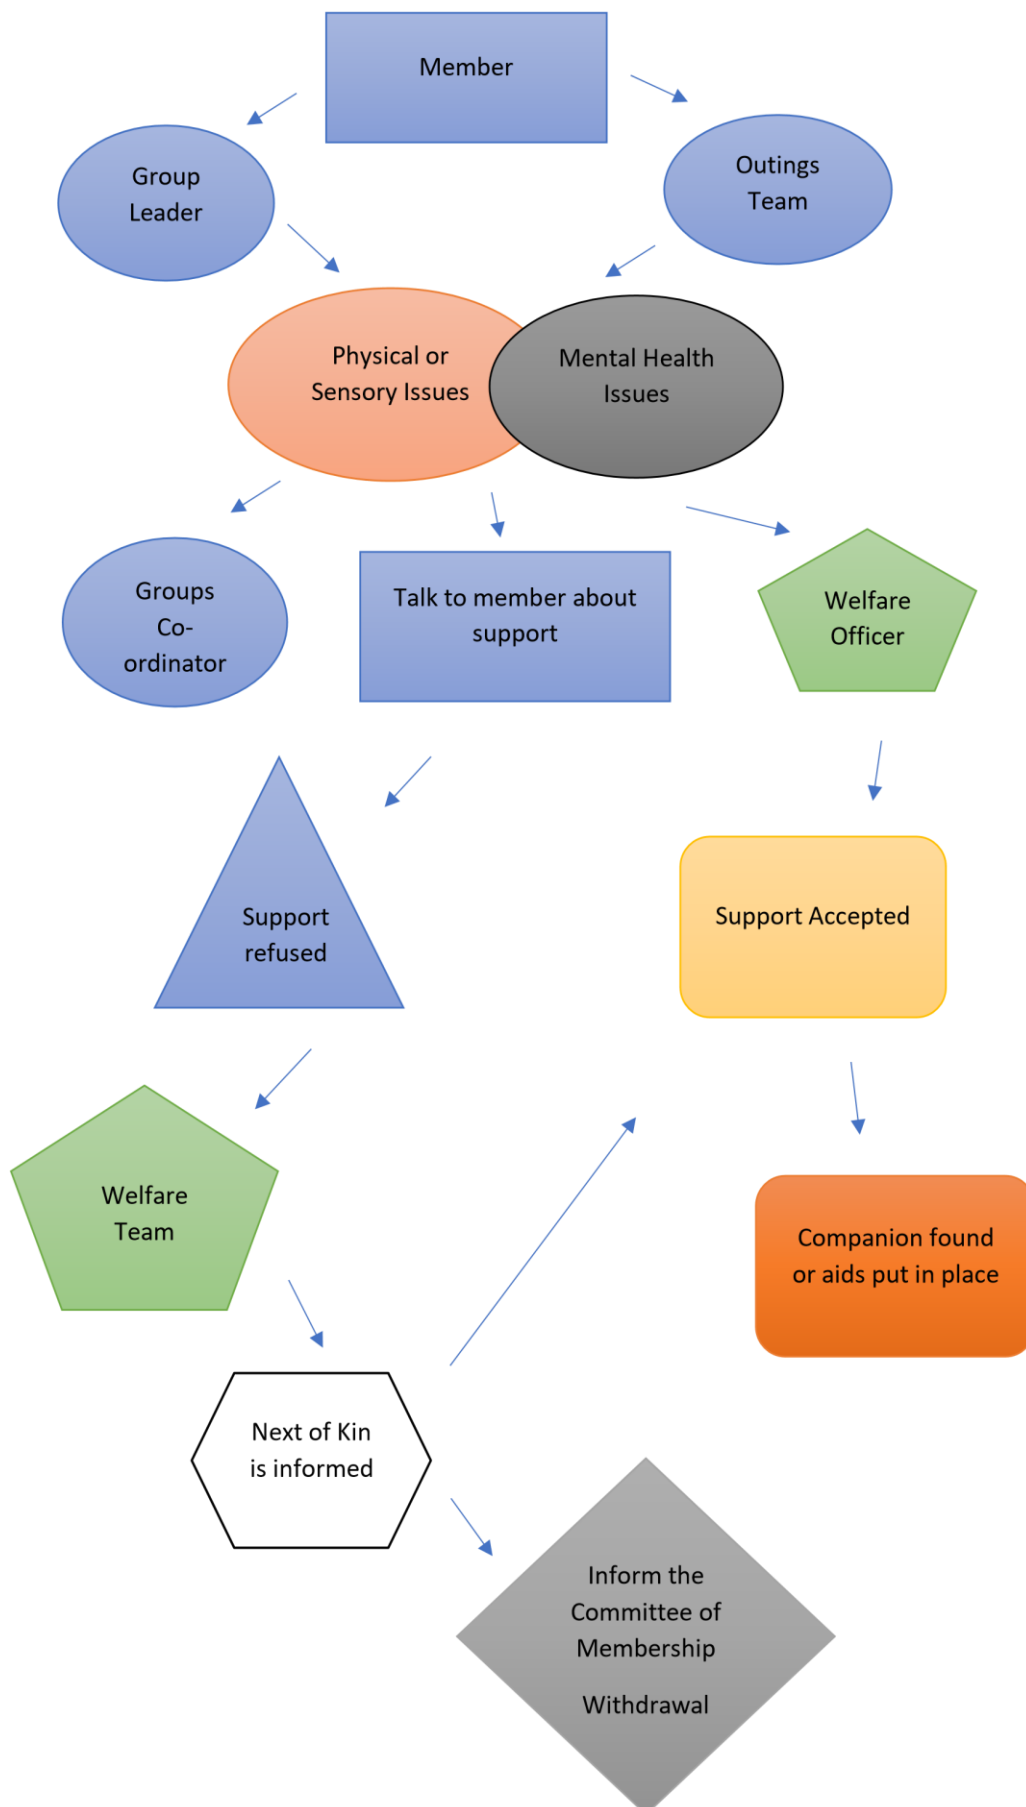 Member
Group
Leader
Outings
Team
Physical or
Sensory Issues
Mental Health
Issues
Groups
Co-
ordinator
Talk to member about
support
Welfare
Officer
Support
refused
Support Accepted
Welfare
Team
Companion found
or aids put in place
Next of Kin
is informed
Inform the
Committee of
Membership
Withdrawal